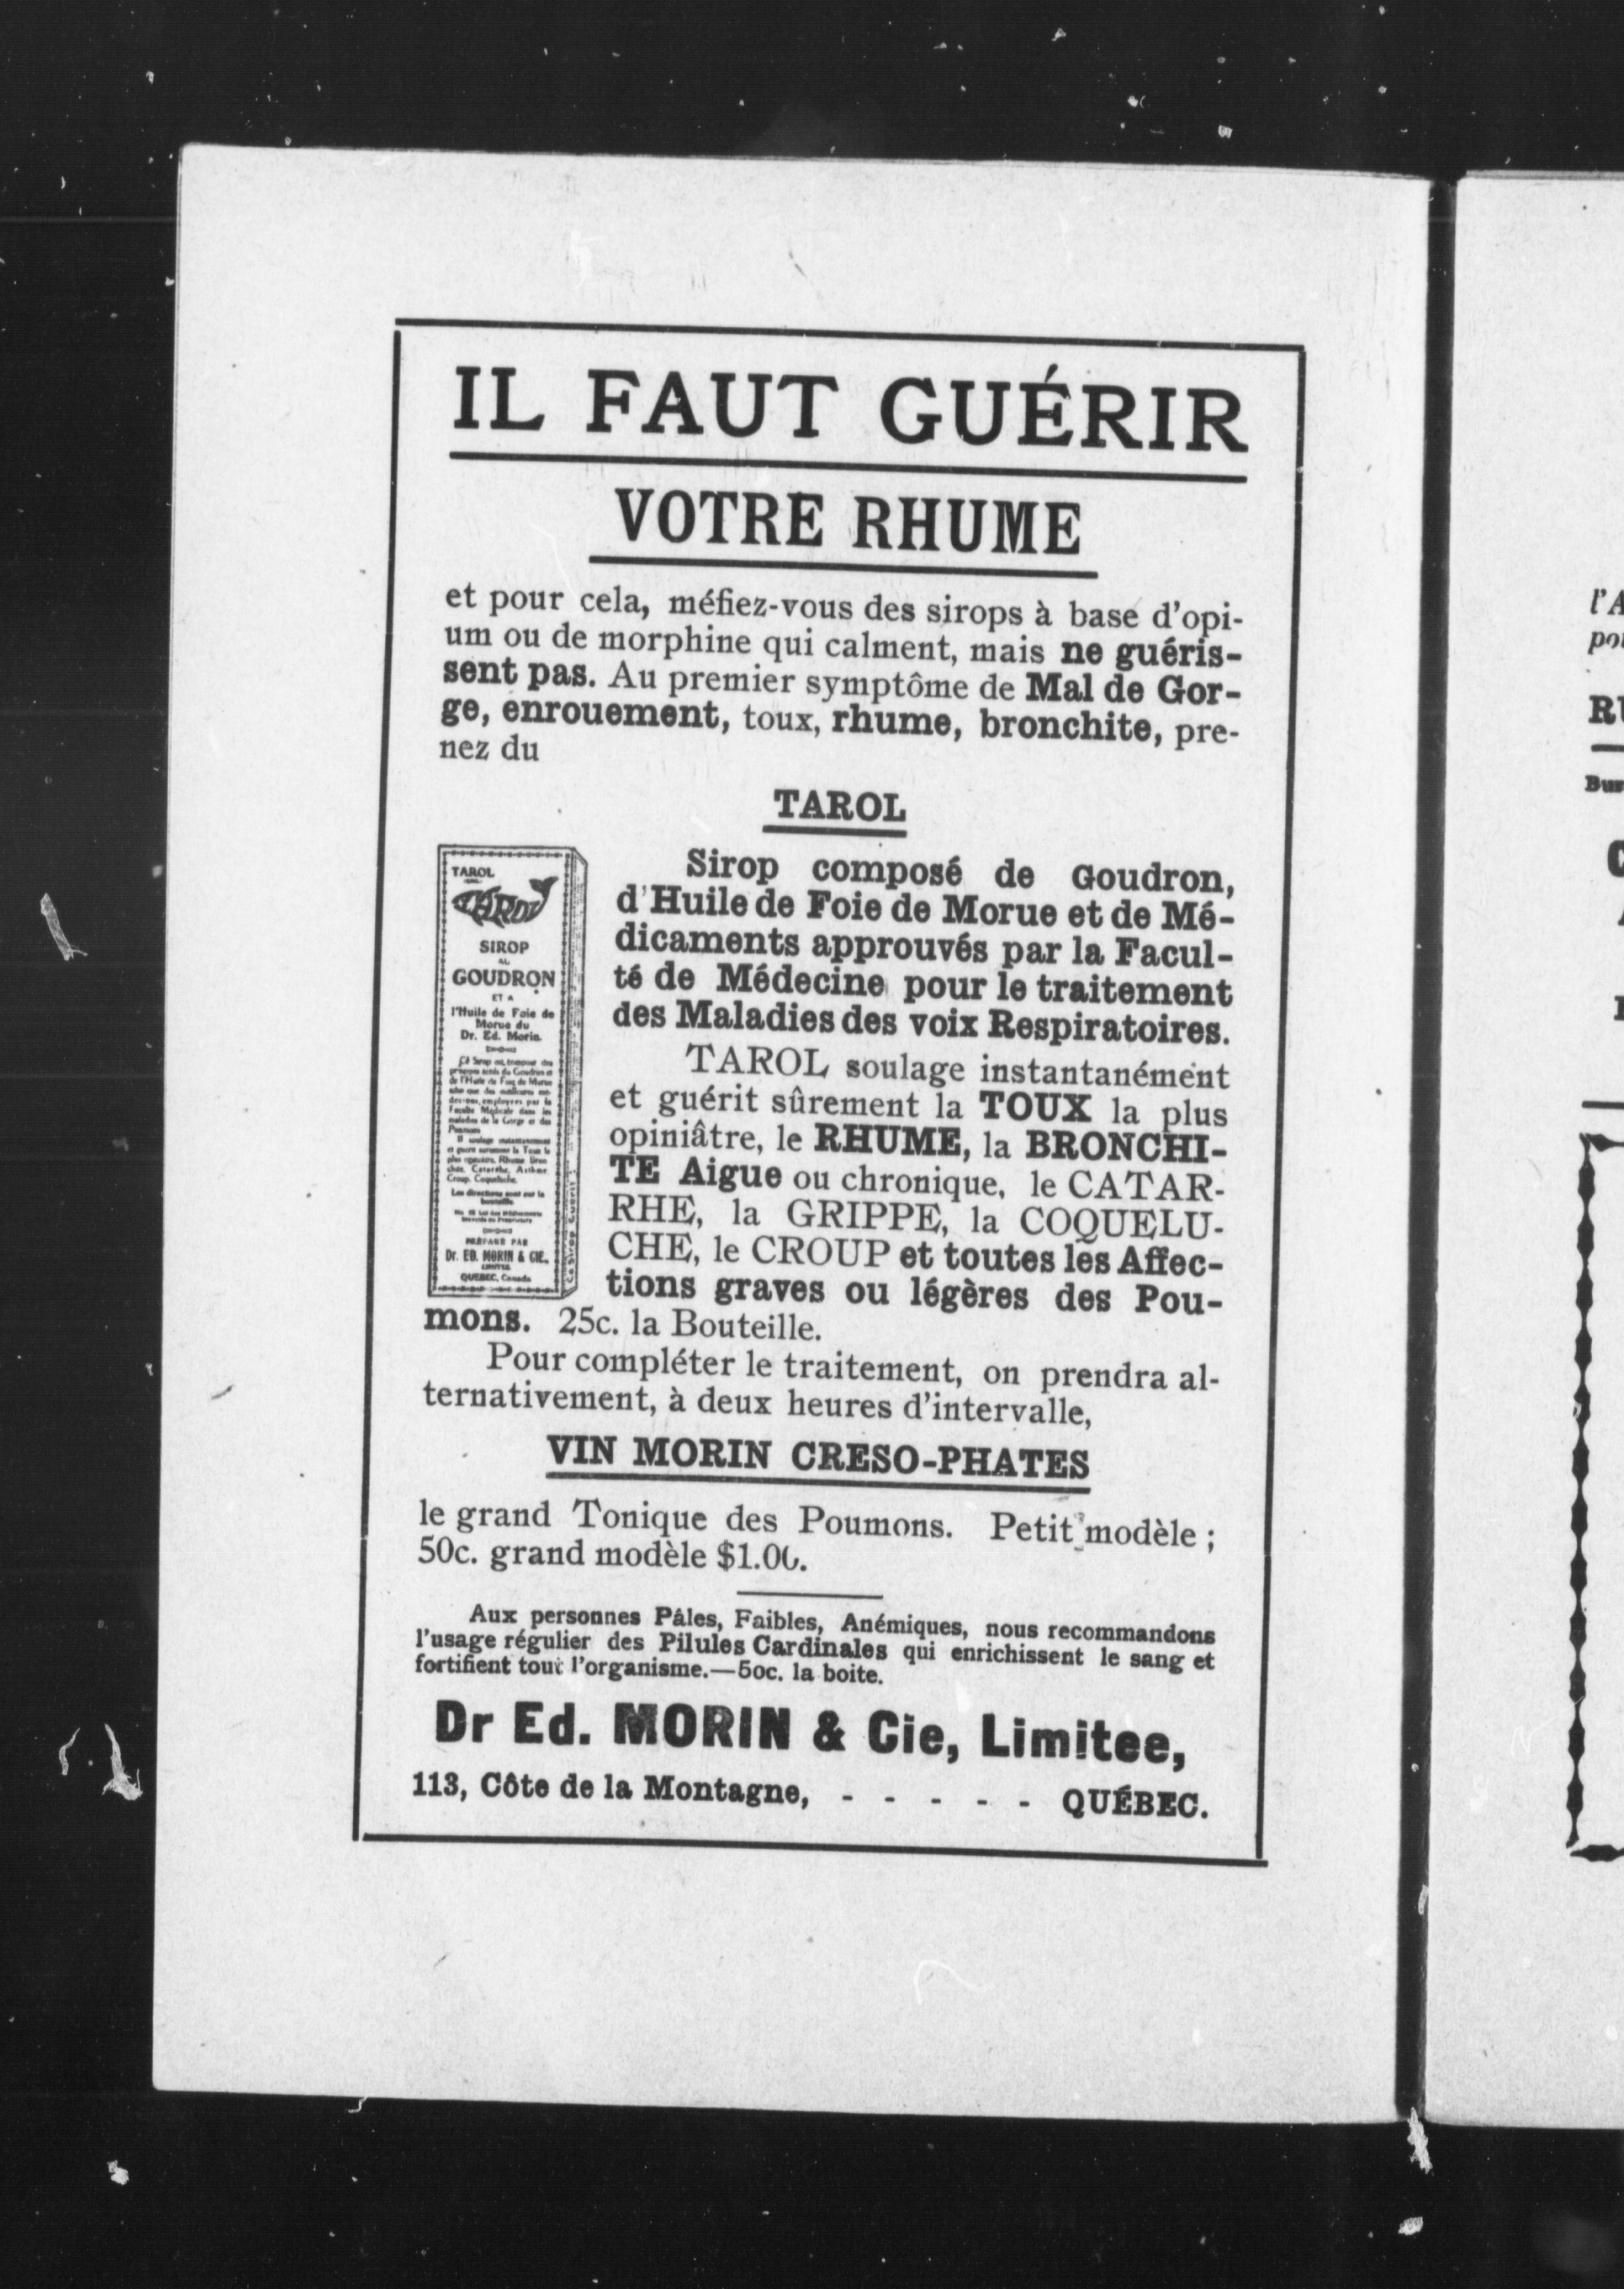 IL FAUT GUÉRIR
VOTRE RHUME
et pour cela, méfiez-vous des sirops à base d'opi-
um ou de morphine qui calment, mais ne guéris-
sent pas. Au premier symptôme de Mal de Gor-
ge, enrouement, toux, rhume, bronchite, pre-
nez du
TAROL
Sirop composé de Goudron,
d'Huile de Foie de Morue et de Mé-
dicaments approuvés par la Facul-
té de Médecine pour le traitement
des Maladies des voix Respiratoires.
TAROL soulage instantanément
et guérit sûrement la TOUX la plus
opiniâtre, le RHUME, la BRONCHI-
TE Aigue ou chronique, le CATAR-
RHE, la GRIPPE, la COQUELU-
CHE, le CROUP et toutes les Affec-
tions graves ou légères des Pou-
mons. 25c. la Bouteille.
TAROL
TAROL
SIROP
AU
GOUDRON
ET A
l'Huile de Foie de
Morue du
Dr. Ed. Morin.
PRÉPARÉ PAR
Dr. ED. MORIN & CIE.
LIMITÉE
QUEBEC, Canada
Pour compléter le traitement, on prendra al-
ternativement, à deux heures d'intervalle,
VIN MORIN CRESO-PHATES
le grand Tonique des Poumons. Petit modèle ;
50c. grand modèle $1.00.
Aux personnes Pâles, Faibles, Anémiques, nous recommandons
l'usage régulier des Pilules Cardinales qui enrichissent le sang et
fortifient tout l'organisme.—50c. la boite.
Dr Ed. MORIN & Cie, Limitee,
113, Côte de la Montagne, - - - - - QUÉBEC.
l'A
RU